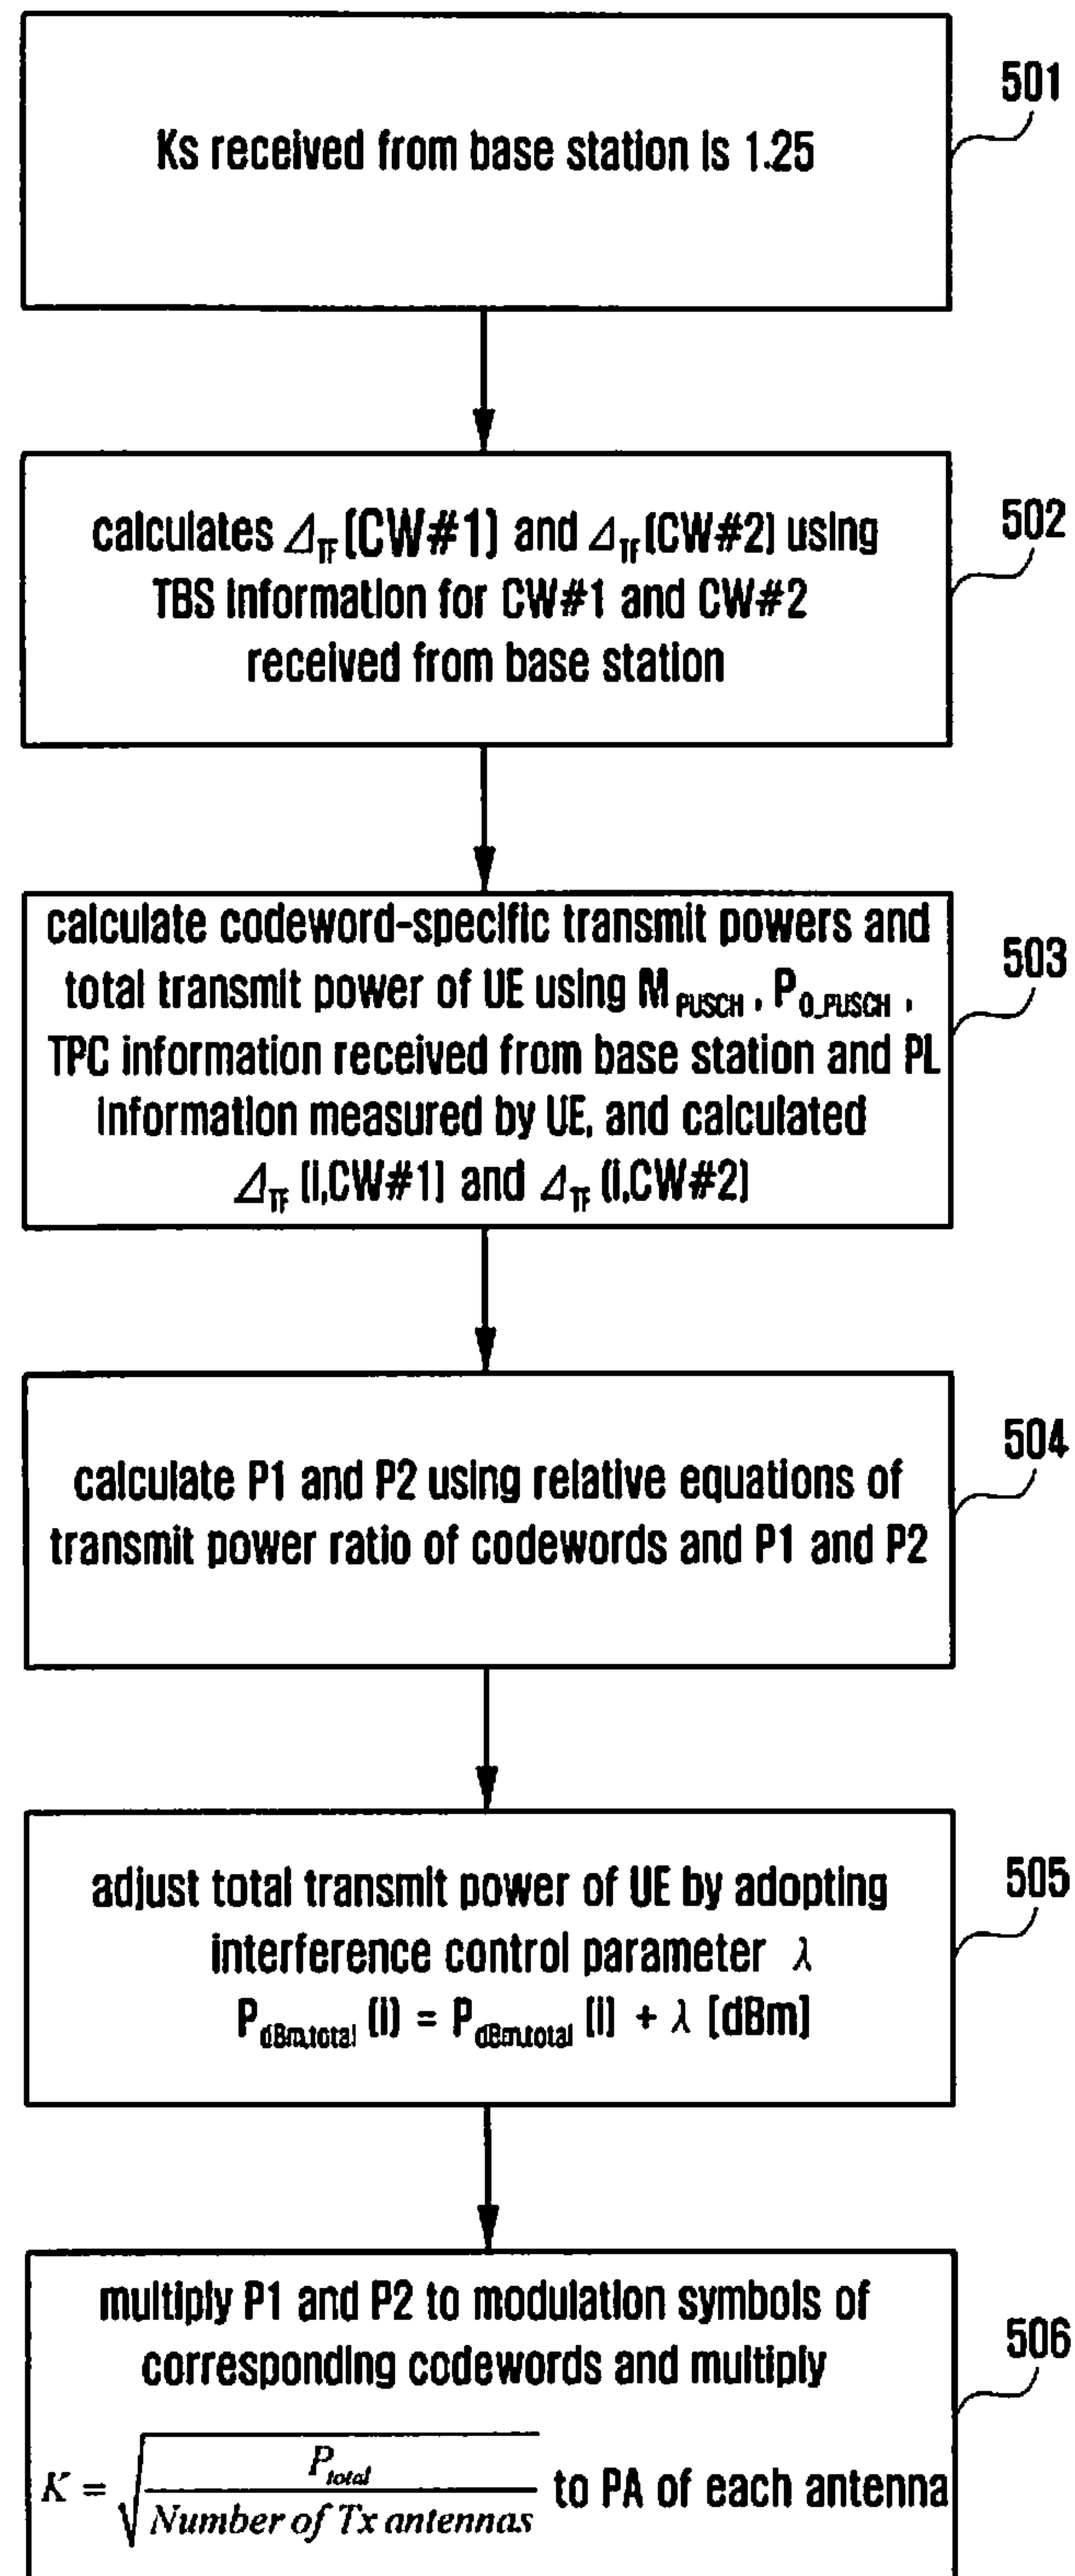 Ks received from base station is 1.25
501
calculates Δ_TF (CW#1) and Δ_TF (CW#2) using
TBS information for CW#1 and CW#2
received from base station
502
calculate codeword-specific transmit powers and
total transmit power of UE using M_PUSCH, P_O_PUSCH,
TPC information received from base station and PL
information measured by UE, and calculated
Δ_TF (i,CW#1) and Δ_TF (i,CW#2)
503
calculate P1 and P2 using relative equations of
transmit power ratio of codewords and P1 and P2
504
adjust total transmit power of UE by adopting
interference control parameter λ
P_dBm,total (i) = P_dBm,total (i) + λ [dBm]
505
multiply P1 and P2 to modulation symbols of
corresponding codewords and multiply
K = √(P_total / Number of Tx antennas) to PA of each antenna
506